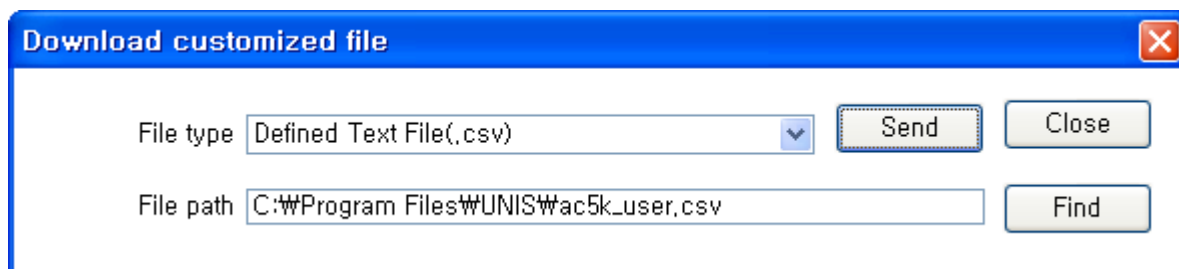 Download customized file
File type Defined Text File(.csv) Send Close
File path C:₩Program Files₩UNIS₩ac5k_user.csv Find